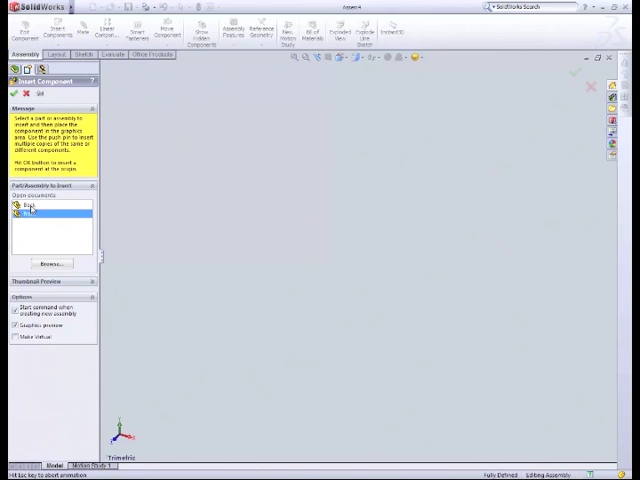 SolidWorks
Assem4
SolidWorks Search
Edit Component
Insert Components
Mate
Linear Compon...
Smart Fasteners
Move Component
Show Hidden Components
Assembly Features
Reference Geometry
New Motion Study
Bill of Materials
Exploded View
Explode Line Sketch
Instant3D
Assembly
Layout
Sketch
Evaluate
Office Products
Insert Component
?
Message
Select a part or assembly to
insert and then place the
component in the graphics
area. Use the push pin to insert
multiple copies of the same or
different components.
Hit OK button to insert a
component at the origin.
Part/Assembly to Insert
Open documents:
Browse...
Thumbnail Preview
Options
Start command when
creating new assembly
Graphics preview
Make Virtual
Y
X
Z
*Trimetric
Model
Motion Study 1
Hit Esc key to abort animation
Fully Defined
Editing Assembly